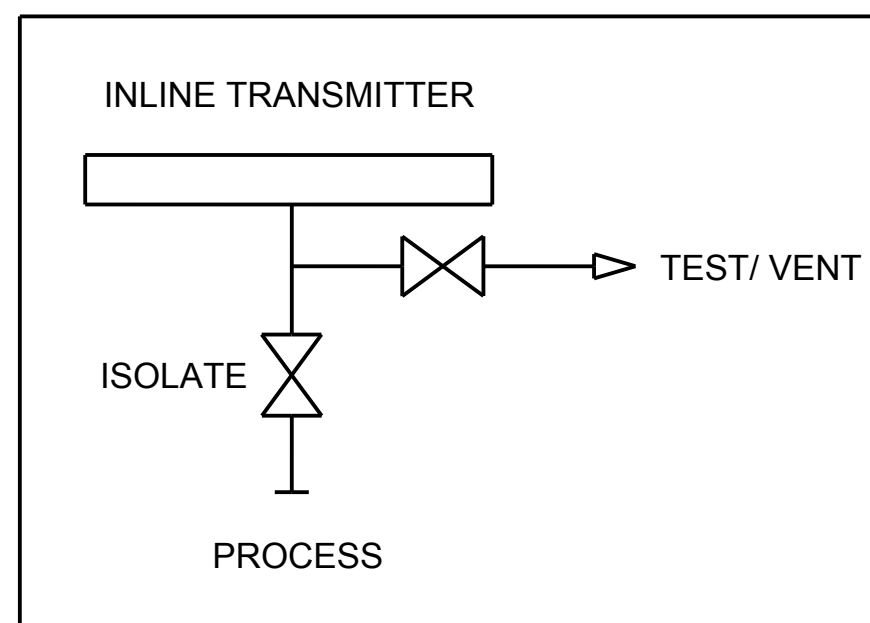 INLINE TRANSMITTER
TEST/ VENT
ISOLATE
PROCESS